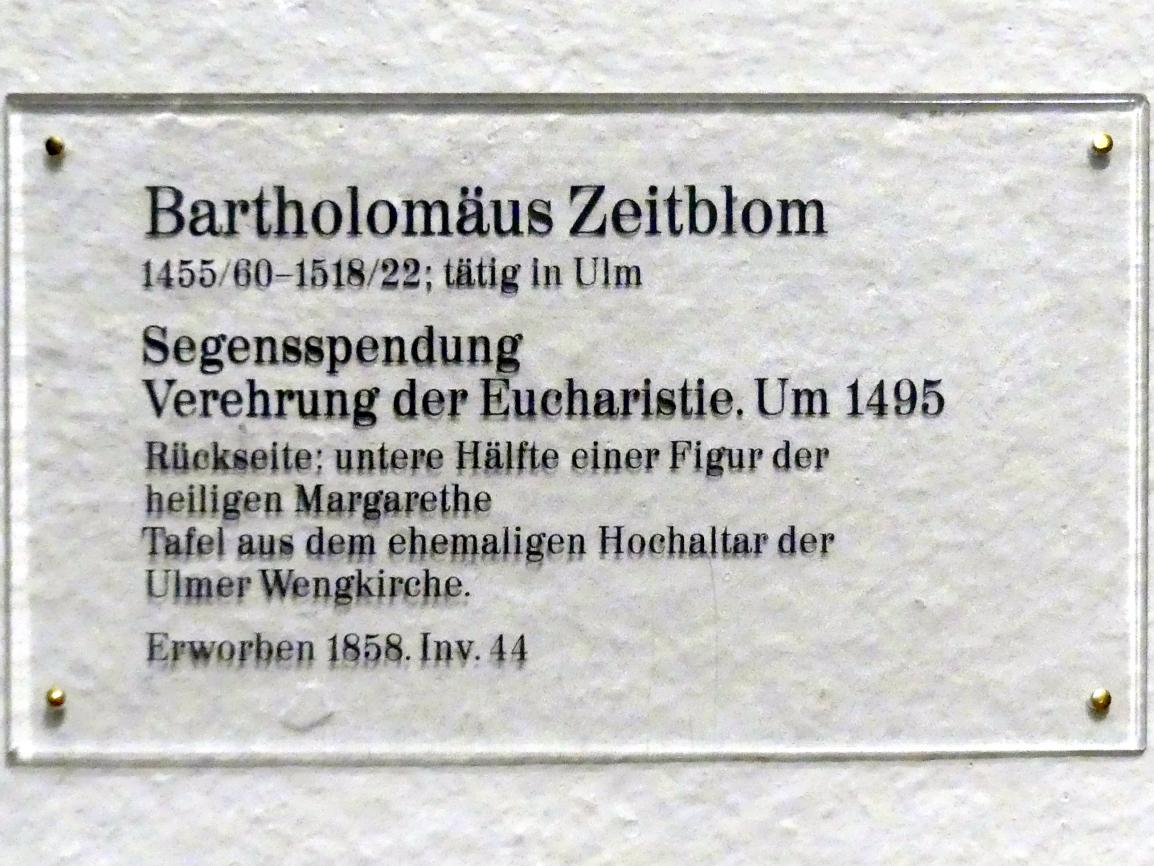 Bartholomäus Zeitblom
1455/60–1518/22; tätig in Ulm
Segensspendung
Verehrung der Eucharistie. Um 1495
Rückseite: untere Hälfte einer Figur der
heiligen Margarethe
Tafel aus dem ehemaligen Hochaltar der
Ulmer Wengkirche.
Erworben 1858. Inv. 44